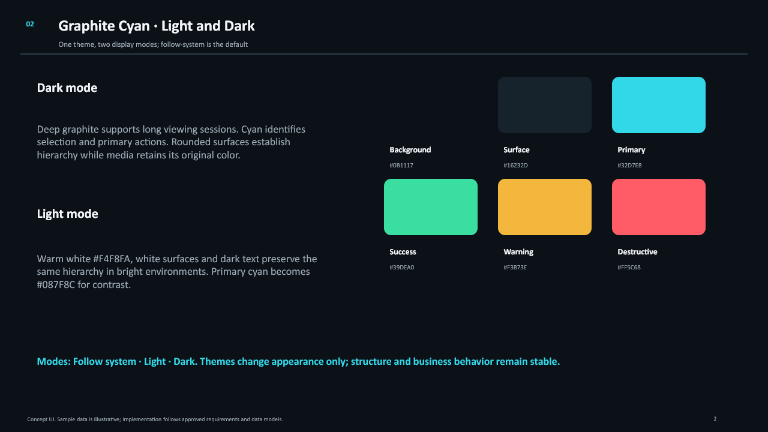 02
Graphite Cyan · Light and Dark
One theme, two display modes; follow-system is the default
Dark mode
Deep graphite supports long viewing sessions. Cyan identifies
selection and primary actions. Rounded surfaces establish
hierarchy while media retains its original color.
Light mode
Warm white #F4F8FA, white surfaces and dark text preserve the
same hierarchy in bright environments. Primary cyan becomes
#087F8C for contrast.
Background
#0B1117
Surface
#16232D
Primary
#32D7E8
Success
#39DEA0
Warning
#F3B73E
Destructive
#FF5C68
Modes: Follow system · Light · Dark. Themes change appearance only; structure and business behavior remain stable.
Concept UI. Sample data is illustrative; implementation follows approved requirements and data models.
2